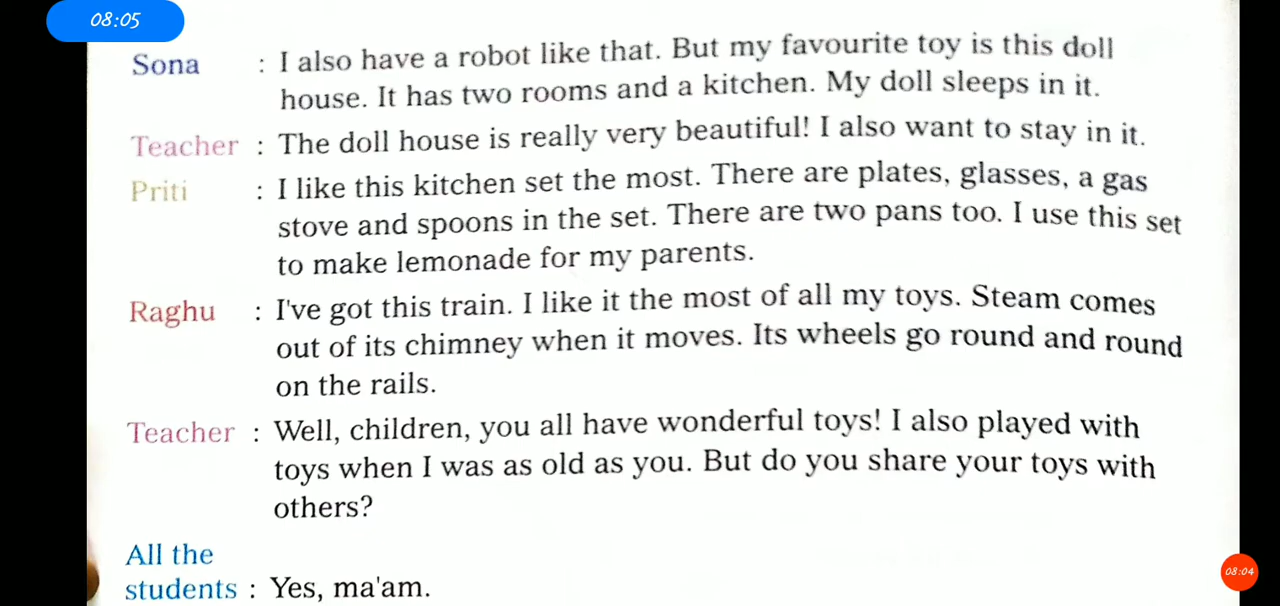 08:05
Sona : I also have a robot like that. But my favourite toy is this doll
house. It has two rooms and a kitchen. My doll sleeps in it.
Teacher : The doll house is really very beautiful! I also want to stay in it.
Priti : I like this kitchen set the most. There are plates, glasses, a gas
stove and spoons in the set. There are two pans too. I use this set
to make lemonade for my parents.
Raghu : I've got this train. I like it the most of all my toys. Steam comes
out of its chimney when it moves. Its wheels go round and round
on the rails.
Teacher : Well, children, you all have wonderful toys! I also played with
toys when I was as old as you. But do you share your toys with
others?
All the
students : Yes, ma'am.
08:04